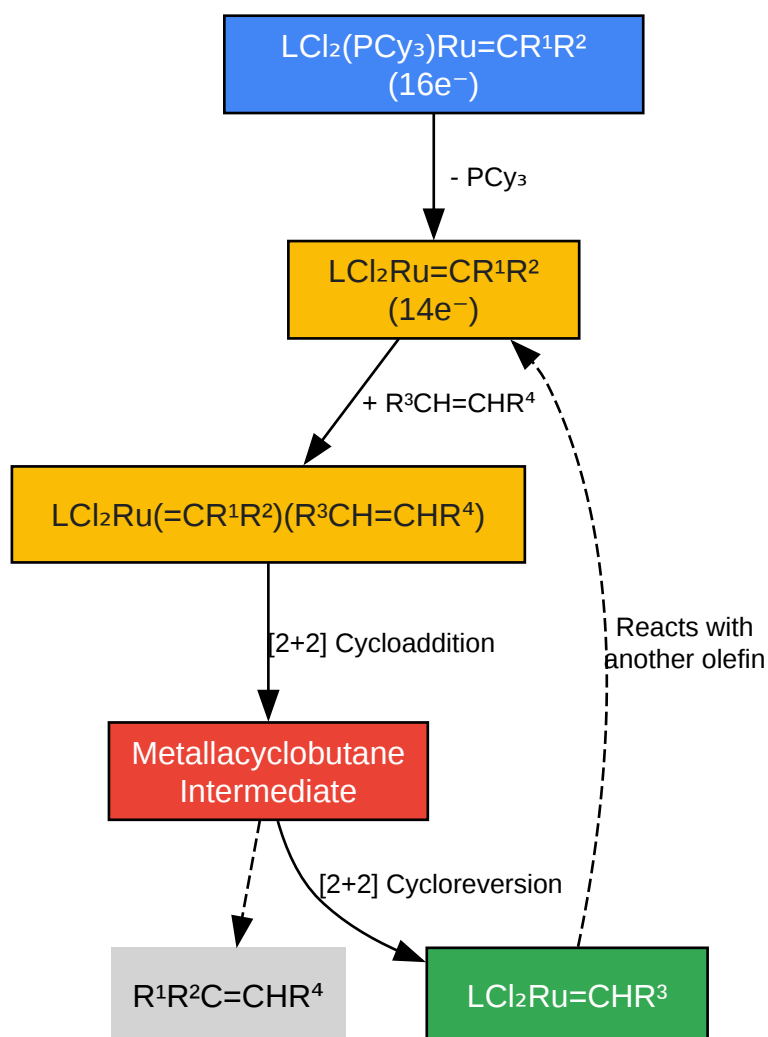 LCl₂(PCy₃)Ru=CR¹R²
(16e⁻)
- PCy₃
LCl₂Ru=CR¹R²
(14e⁻)
+ R³CH=CHR⁴
LCl₂Ru(=CR¹R²)(R³CH=CHR⁴)
[2+2] Cycloaddition
Reacts with
another olefin
Metallacyclobutane
Intermediate
[2+2] Cycloreversion
R¹R²C=CHR⁴
LCl₂Ru=CHR³